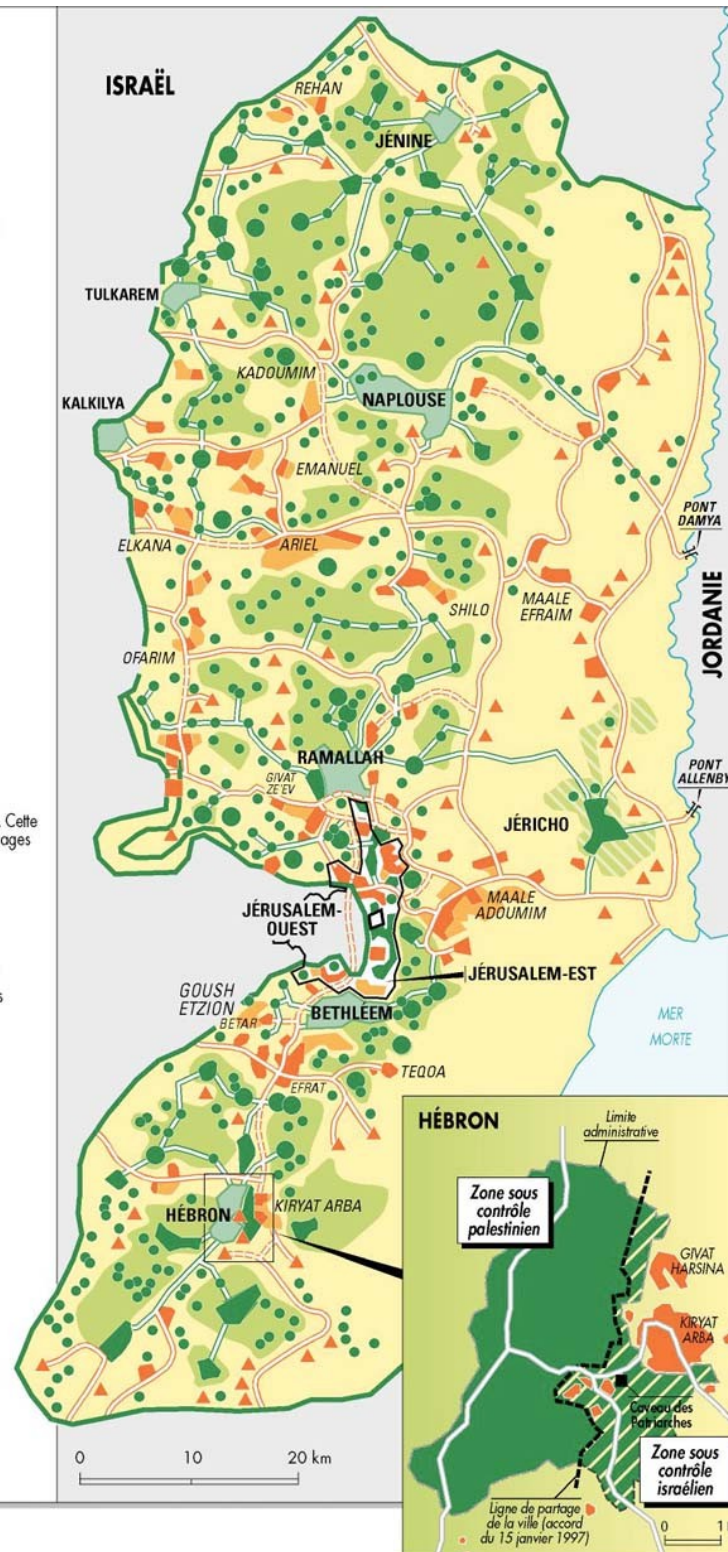 ISRAËL
REHAN
JÉNINE
TULKAREM
KADOUMIM
KALKILYA
NAPLOUSE
EMANUEL
PONT
DAMYA
ELKANA
ARIEL
SHILO
MAALE
EFRAIM
JORDANIE
OFARIM
RAMALLAH
GIVAT
ZE'EV
PONT
ALLENBY
. Cette
ages
JÉRICHO
JÉRUSALEM-
OUEST
MAALE
ADOUMIM
JÉRUSALEM-EST
s
GOUSH
ETZION
BETAR
BETHLÉEM
MER
MORTE
EFRAT
TEQOA
HÉBRON
KIRYAT ARBA
0 10 20 km
HÉBRON
Limite
administrative
Zone sous
contrôle
palestinien
GIVAT
HARSINA
KIRYAT
ARBA
Caveau des
Patriarches
Zone sous
contrôle
israélien
Ligne de partage
de la ville (accord
du 15 janvier 1997)
0 1